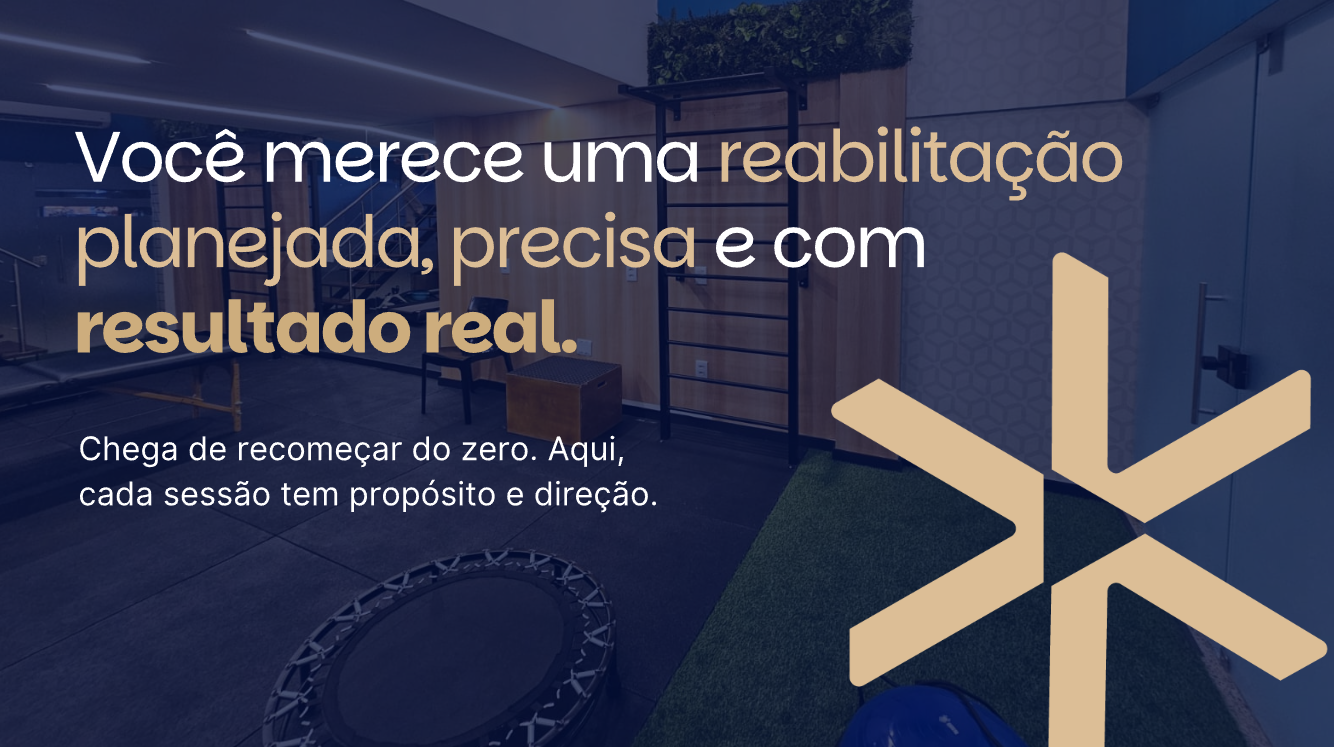 Você merece uma reabilitação
planejada, precisa e com
resultado real.
Chega de recomeçar do zero. Aqui,
cada sessão tem propósito e direção.